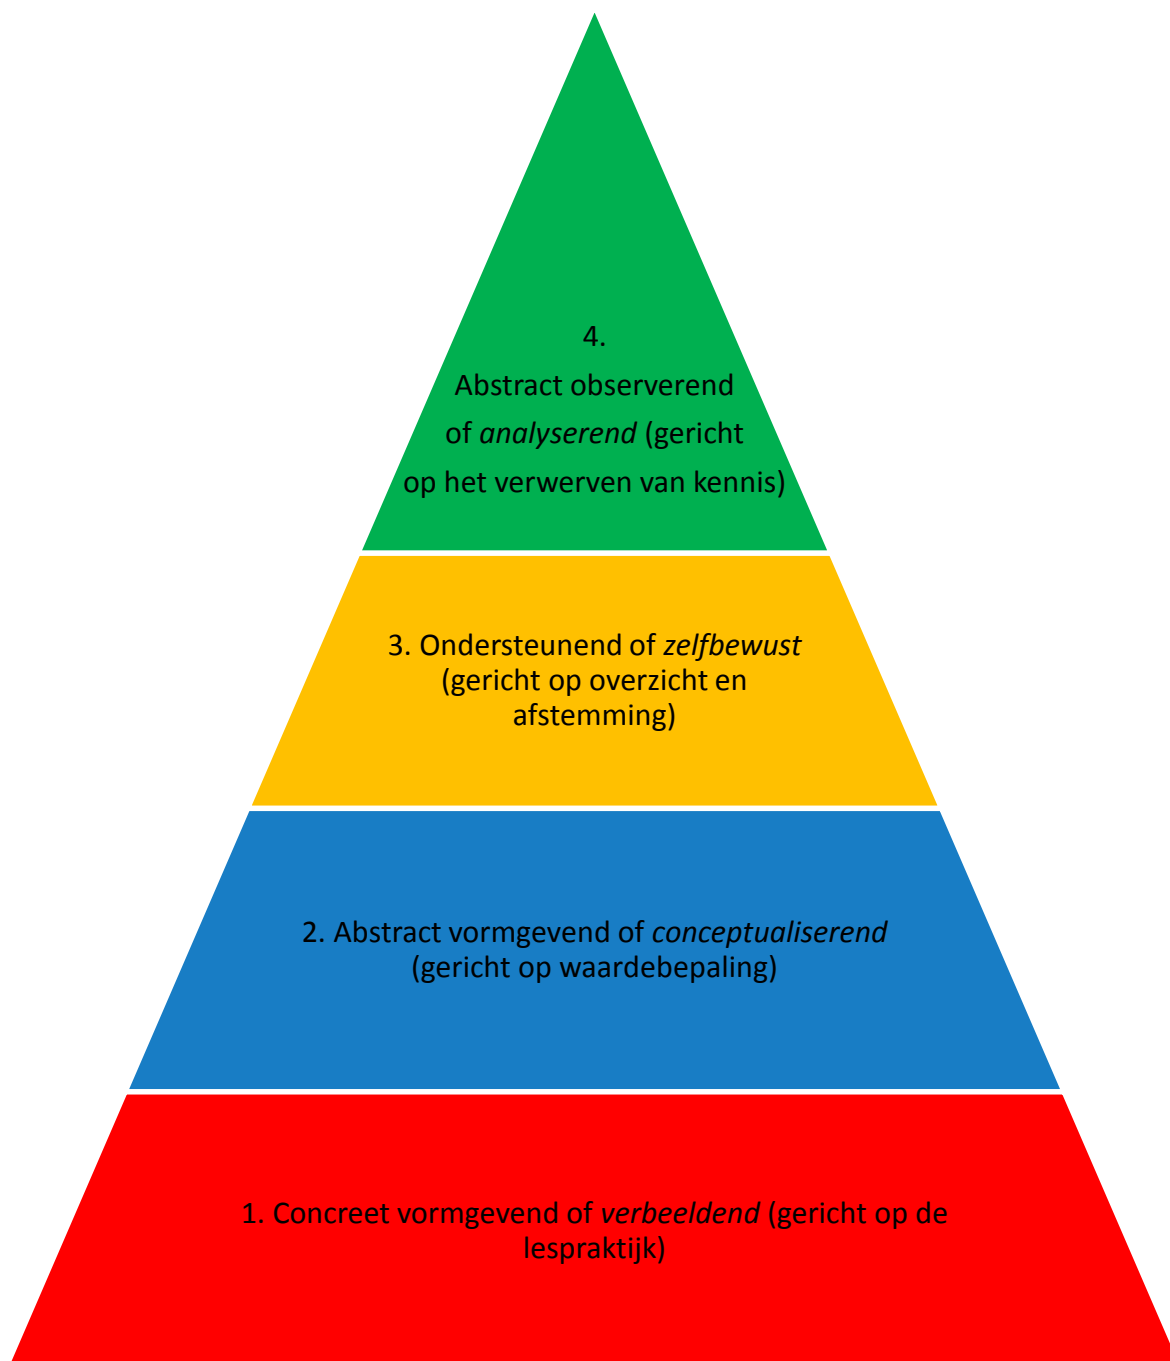 4.
Abstract observerend
of analyserend (gericht
op het verwerven van kennis)
3. Ondersteunend of zelfbewust
(gericht op overzicht en
afstemming)
2. Abstract vormgevend of conceptualiserend
(gericht op waardebepaling)
1. Concreet vormgevend of verbeeldend (gericht op de
lespraktijk)